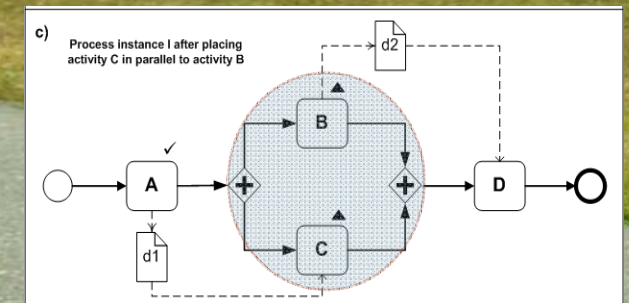 c)
Process instance I after placing
activity C in parallel to activity B
d2
B
A
D
C
d1